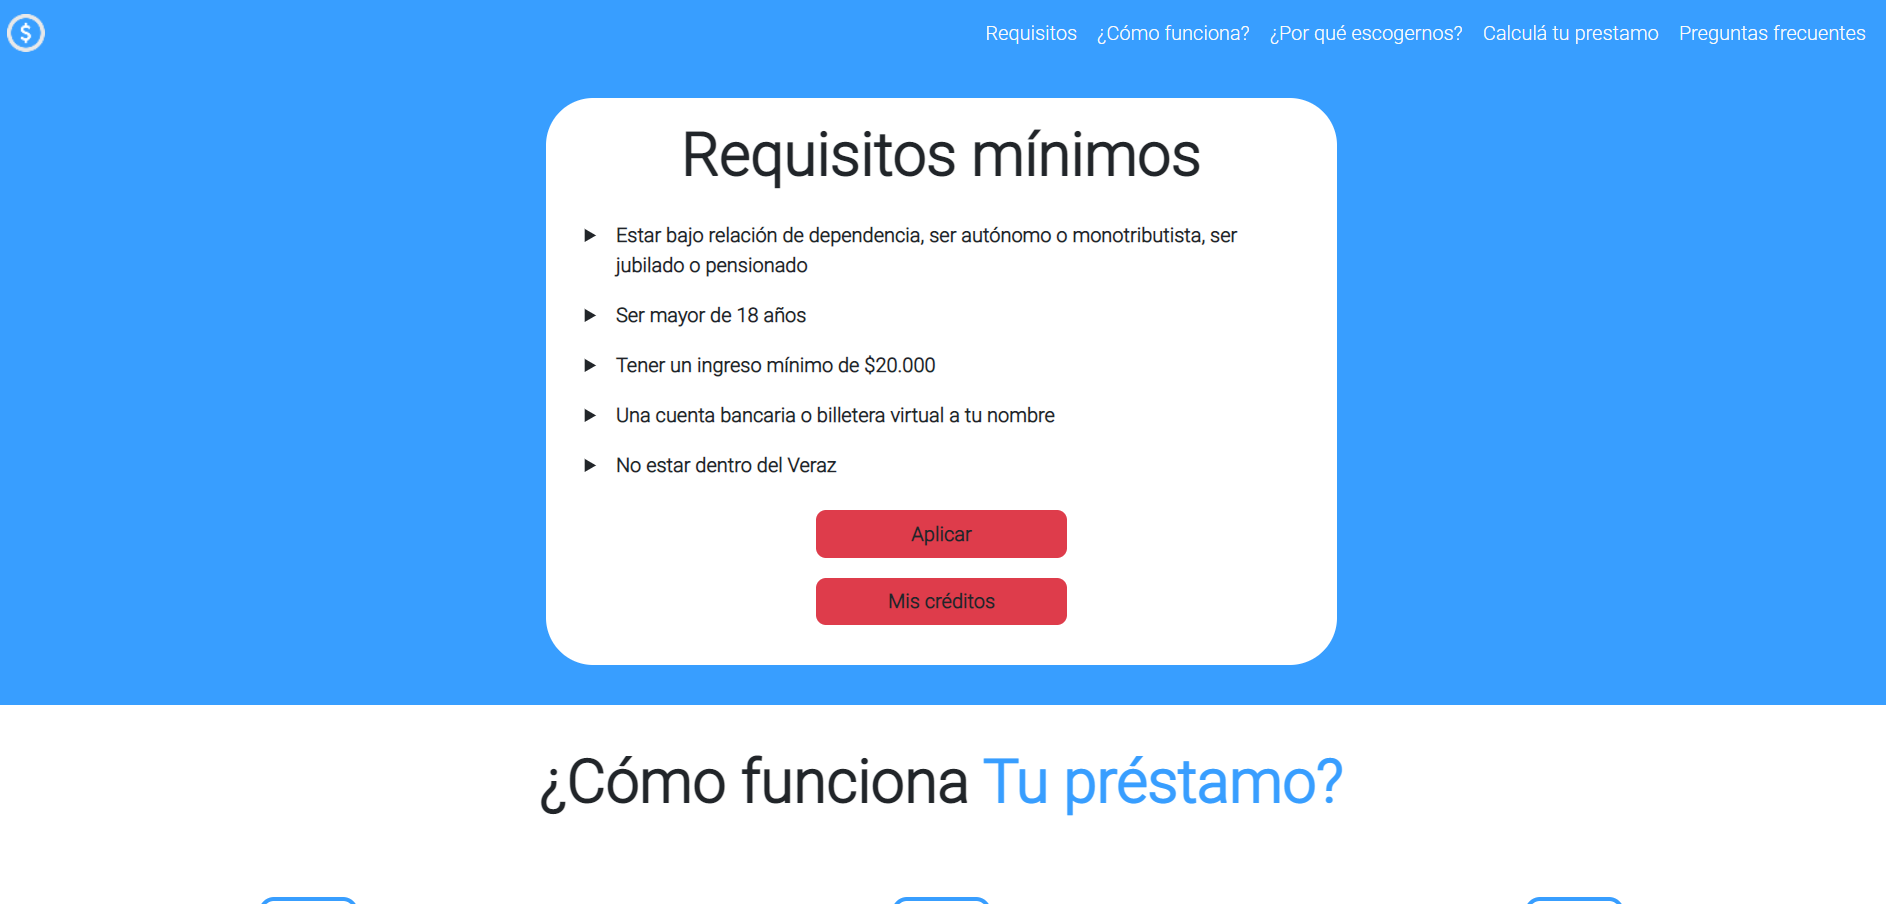 $
Requisitos ¿Cómo funciona? ¿Por qué escogernos? Calculá tu prestamo Preguntas frecuentes
Requisitos mínimos
Estar bajo relación de dependencia, ser autónomo o monotributista, ser
jubilado o pensionado
Ser mayor de 18 años
Tener un ingreso mínimo de $20.000
Una cuenta bancaria o billetera virtual a tu nombre
No estar dentro del Veraz
Aplicar
Mis créditos
¿Cómo funciona Tu préstamo?